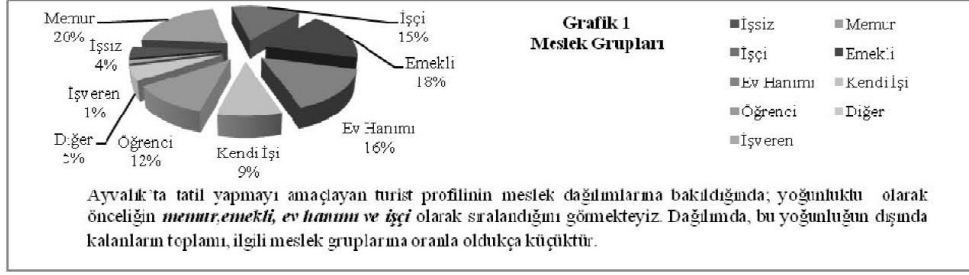 Memur
20%
İşsiz
4%
İşveren
1%
Diğer
5%
Öğrenci
12%
Kendi İşi
9%
Ev Hanımı
16%
Emekli
18%
İşçi
15%
Grafik 1
Meslek Grupları
İşsiz
Memur
İşçi
Emekli
Ev Hanımı
Kendi İşi
Öğrenci
Diğer
İşveren
Ayvalık'ta tatil yapmayı amaçlayan turist profilinin meslek dağılımlarına bakıldığında; yoğunluklu olarak
önceliğin memur,emekli, ev hanımı ve işçi olarak sıralandığını görmekteyiz. Dağılımda, bu yoğunluğun dışında
kalanların toplamı, ilgili meslek gruplarına oranla oldukça küçüktür.